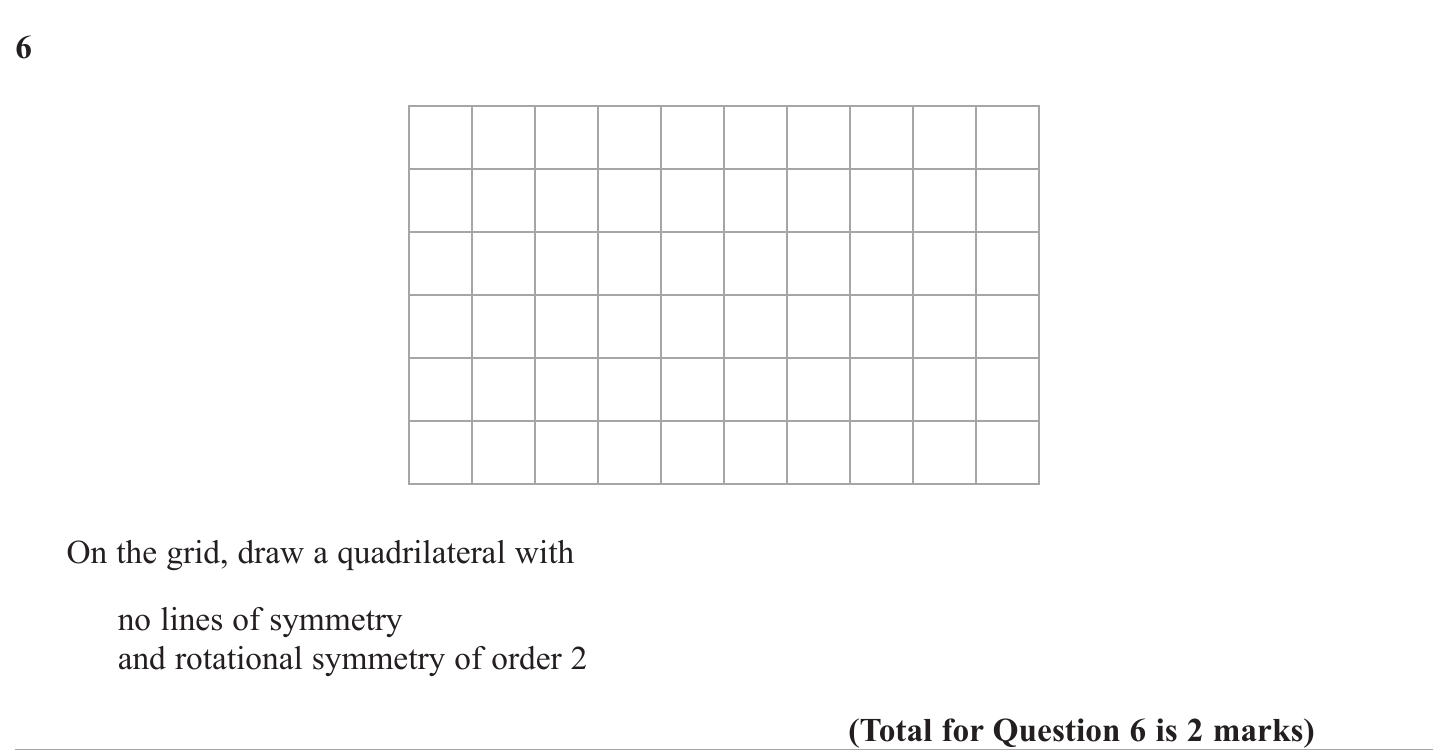 6
On the grid, draw a quadrilateral with
no lines of symmetry
and rotational symmetry of order 2
(Total for Question 6 is 2 marks)